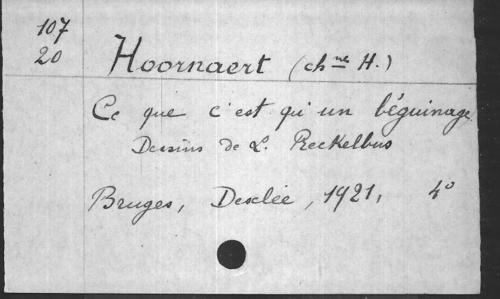 107
20
Hoornaert (chne H.)
Ce que c'est qu'un béguinage
Dessins de L. Reckelbus
Bruges, Desclée, 1921, 4º